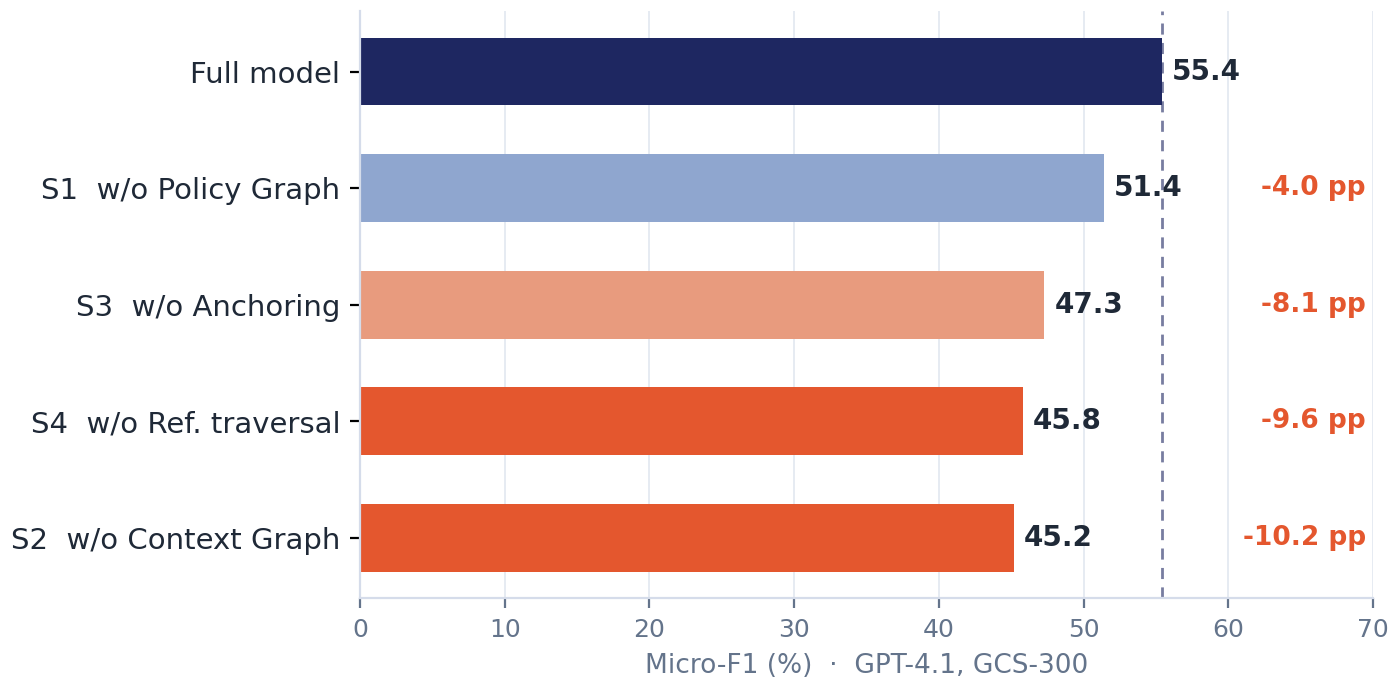 Full model 55.4
S1 w/o Policy Graph 51.4 -4.0 pp
S3 w/o Anchoring 47.3 -8.1 pp
S4 w/o Ref. traversal 45.8 -9.6 pp
S2 w/o Context Graph 45.2 -10.2 pp
0 10 20 30 40 50 60 70
Micro-F1 (%) · GPT-4.1, GCS-300